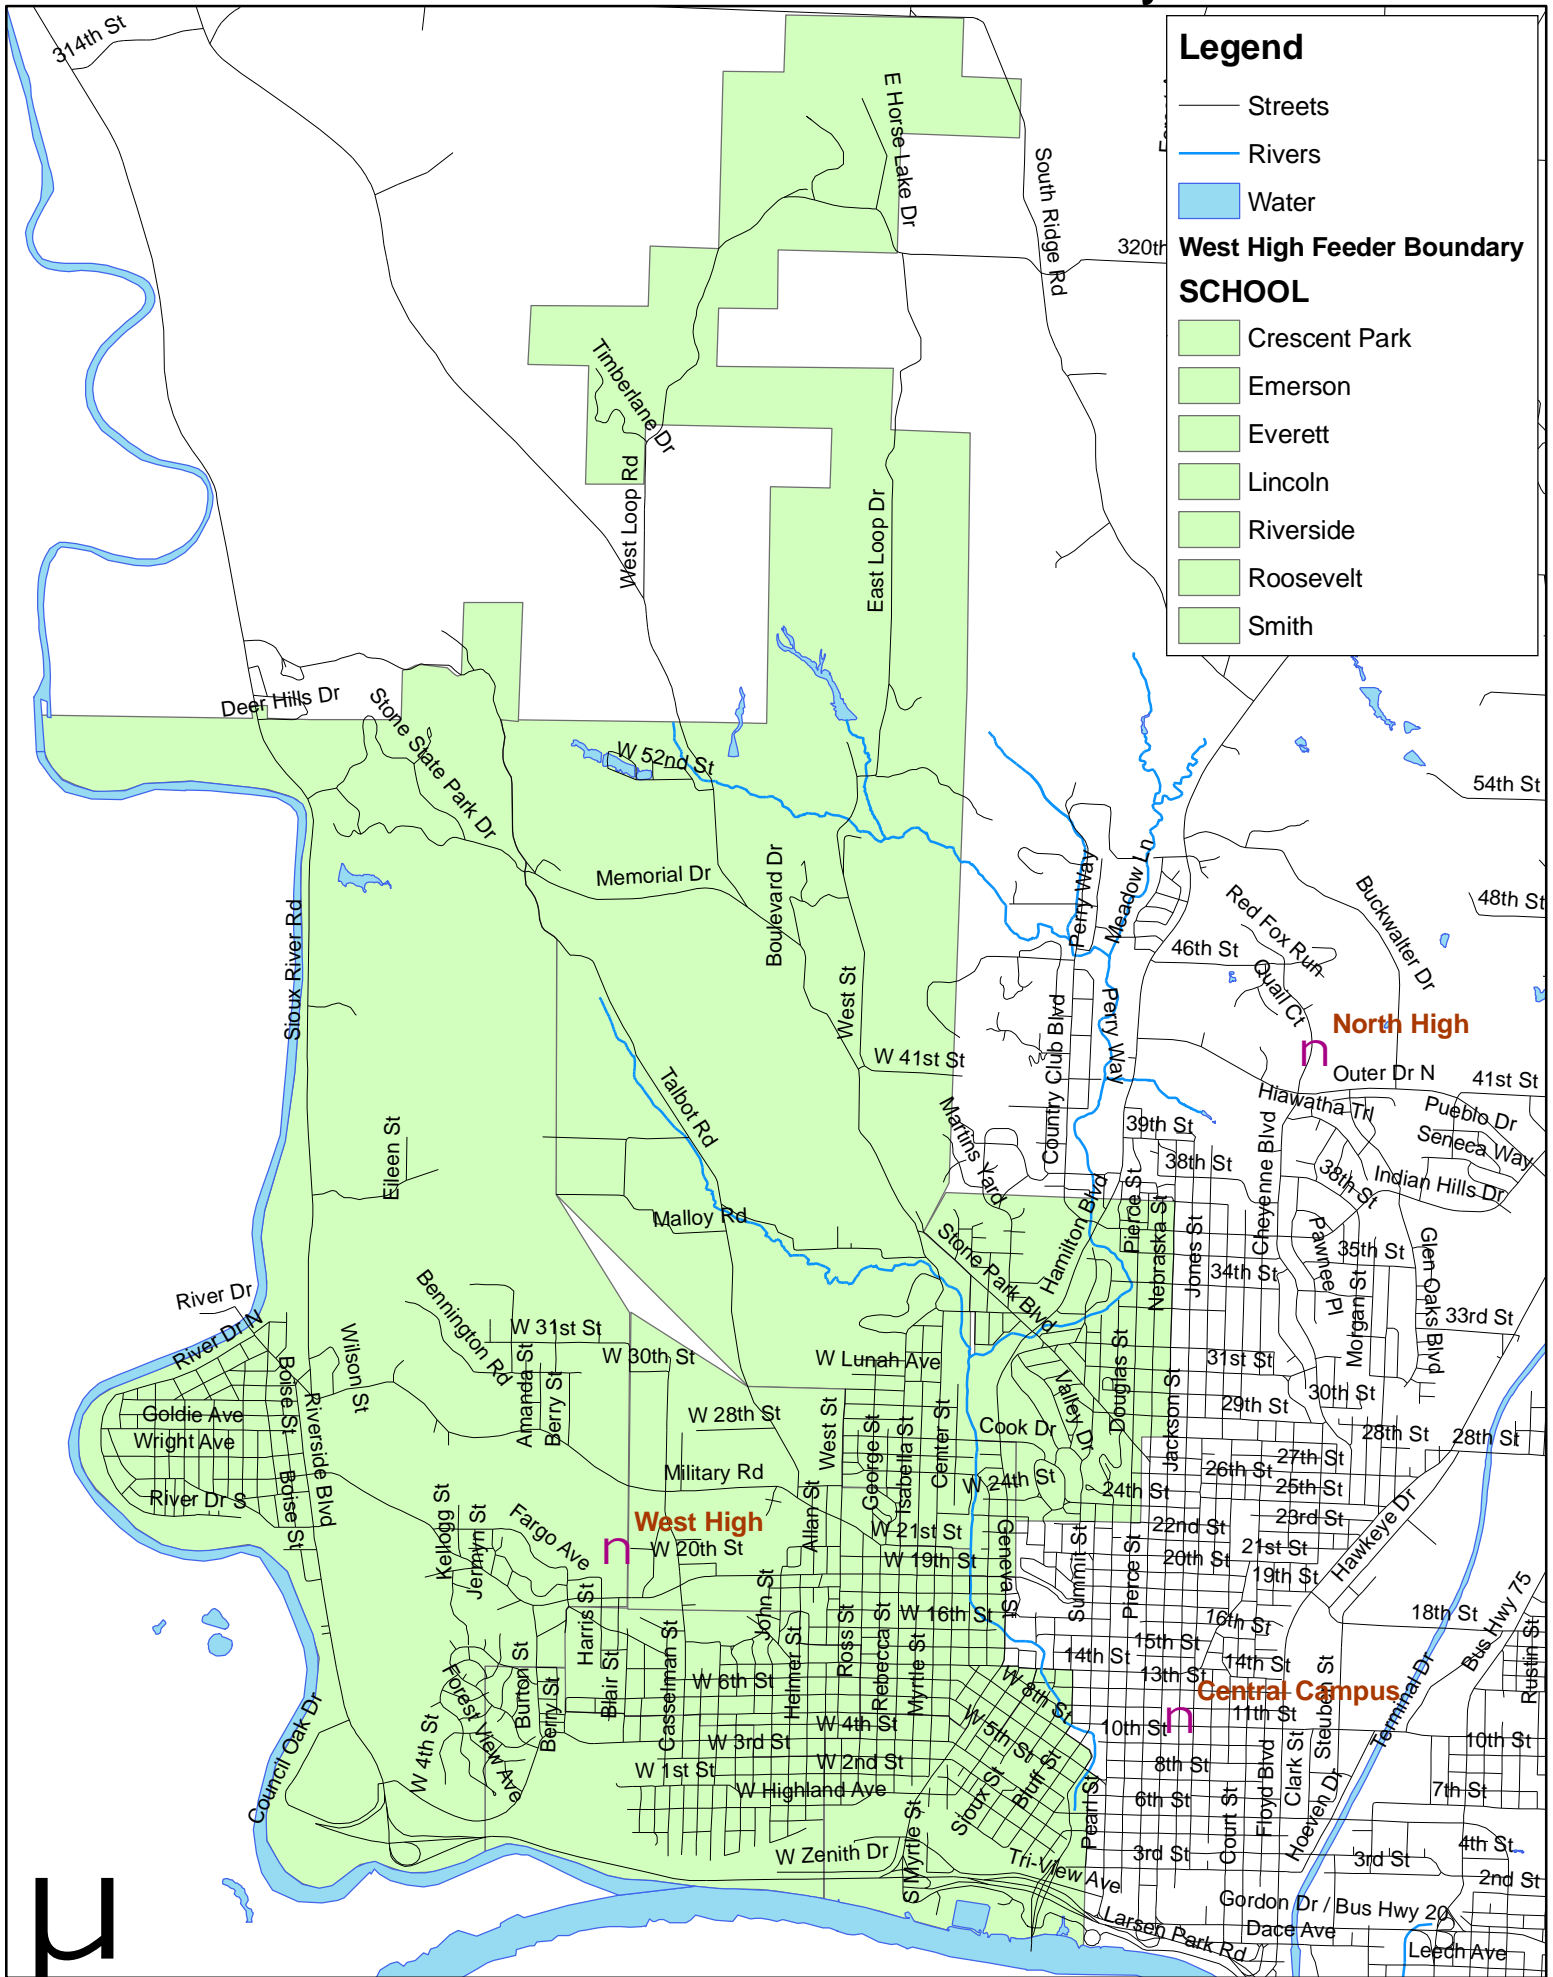 Legend
Streets
Rivers
Water
West High Feeder Boundary
SCHOOL
Crescent Park
Emerson
Everett
Lincoln
Riverside
Roosevelt
Smith
314th St
E Horse Lake Dr
South Ridge Rd
320th
Timberlane Dr
West Loop Rd
East Loop Dr
Deer Hills Dr
Stone State Park Dr
W 52nd St
54th St
Memorial Dr
Boulevard Dr
Perry Way
Meadow Ln
Red Fox Run
Buckwalter Dr
48th St
46th St
Quail Ct
Sioux River Rd
West St
Country Club Blvd
Perry Way
North High
n
W 41st St
Outer Dr N
41st St
Talbot Rd
Martins Yard
Hiawatha Trl
Pueblo Dr
Seneca Way
39th St
38th St
Cheyenne Blvd
38th St
Indian Hills Dr
Eileen St
Malloy Rd
Hamilton Blvd
Pierce St
Nebraska St
Jones St
Pawnee Pl
35th St
Glen Oaks Blvd
Stone Park Blvd
34th St
Morgan St
33rd St
River Dr
River Dr N
Bennington Rd
W 31st St
W 30th St
W Lunah Ave
Wilson St
Boise St
Amanda St
Berry St
Valley Dr
Douglas St
31st St
30th St
29th St
Jackson St
Goldie Ave
Wright Ave
Riverside Blvd
W 28th St
West St
George St
Isabella St
Center St
Cook Dr
28th St
28th St
27th St
26th St
25th St
Military Rd
W 24th St
24th St
River Dr S
Boise St
Kellogg St
Jermyn St
Fargo Ave
West High
n
Allan St
W 21st St
Geneva St
Summit St
Pierce St
22nd St
23rd St
21st St
Hawkeye Dr
W 20th St
W 19th St
20th St
19th St
Bus Hwy 75
Harris St
John St
W 16th St
16th St
18th St
Rustin St
Ross St
Rebecca St
Myrtle St
15th St
14th St
14th St
13th St
Forest View Ave
Burton St
Berry St
Blair St
Casselman St
W 6th St
Helmer St
W 8th St
Central Campus
n
Steuben St
Terminal Dr
Council Oak Dr
W 4th St
W 4th St
W 3rd St
W 5th St
10th St
11th St
10th St
W 1st St
W 2nd St
Bluff St
8th St
Floyd Blvd
Clark St
W Highland Ave
Sioux St
Pearl St
6th St
Court St
Hoeven Dr
7th St
S Myrtle St
W Zenith Dr
Tri-View Ave
3rd St
3rd St
4th St
2nd St
Gordon Dr / Bus Hwy 20
Larsen Park Rd
Dace Ave
Leech Ave
µ